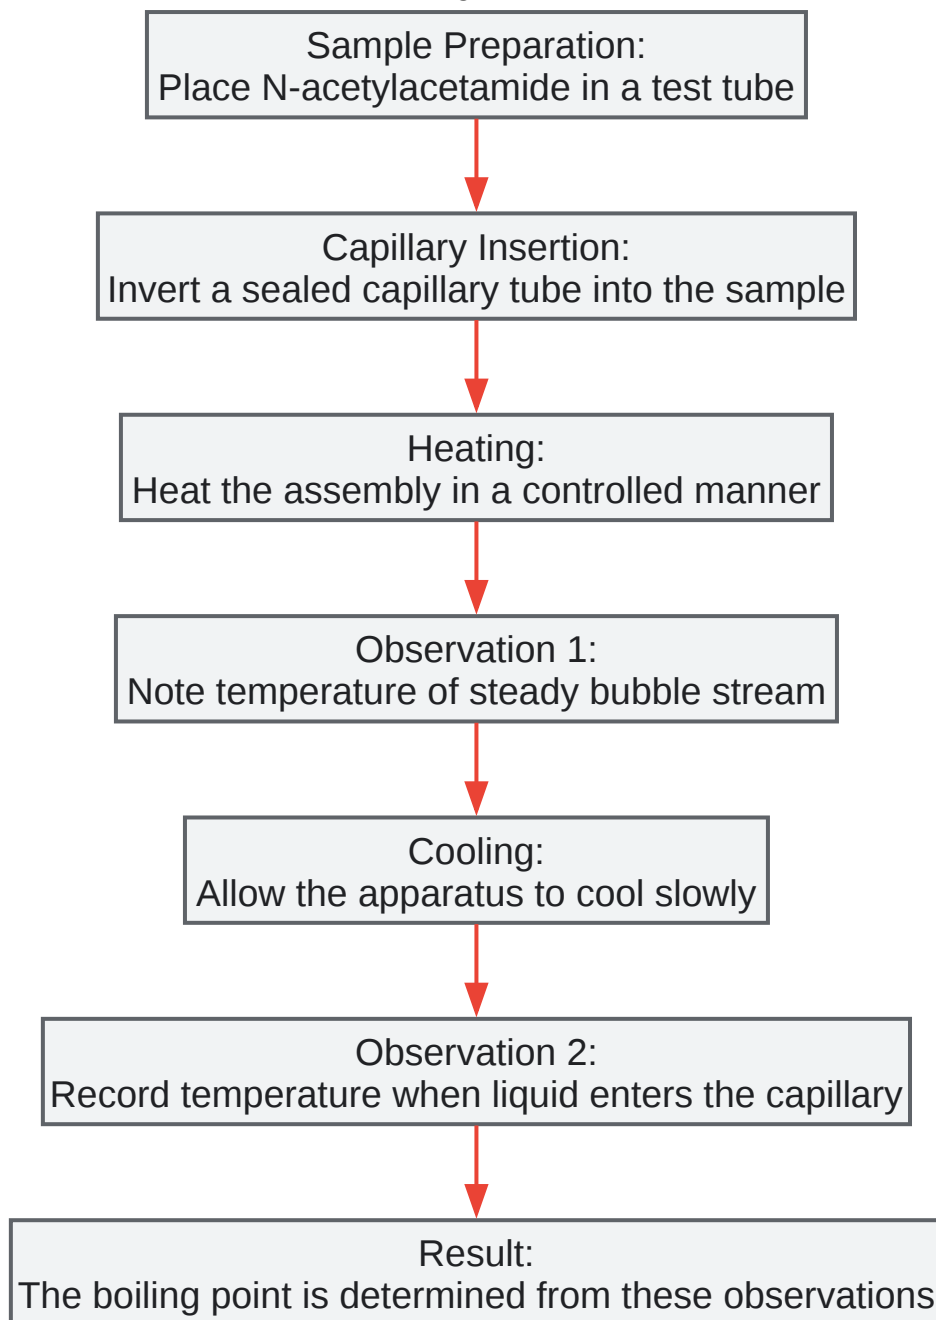 Sample Preparation:
Place N-acetylacetamide in a test tube
Capillary Insertion:
Invert a sealed capillary tube into the sample
Heating:
Heat the assembly in a controlled manner
Observation 1:
Note temperature of steady bubble stream
Cooling:
Allow the apparatus to cool slowly
Observation 2:
Record temperature when liquid enters the capillary
Result:
The boiling point is determined from these observations